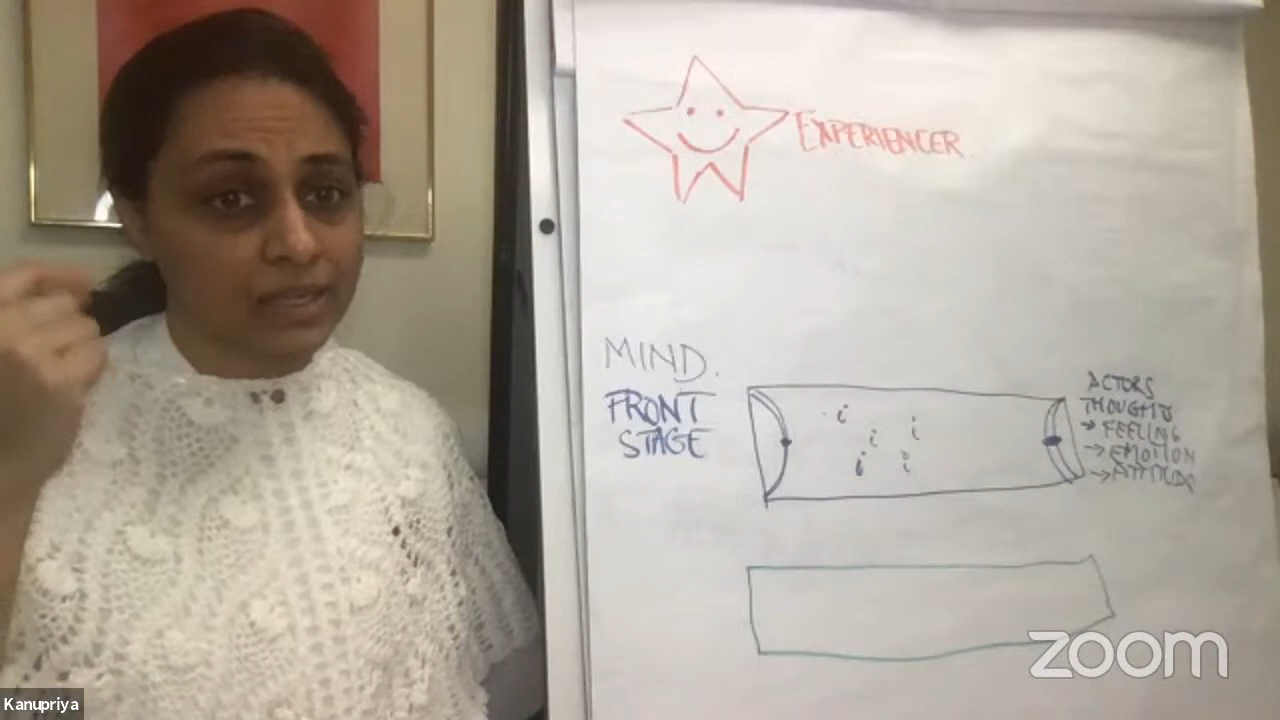 EXPERIENCER
MIND.
FRONT
STAGE
ACTORS
THOUGHTS
→ FEELING
→ EMOTION
→ ATTITUDE
i i i i i
zoom
Kanupriya